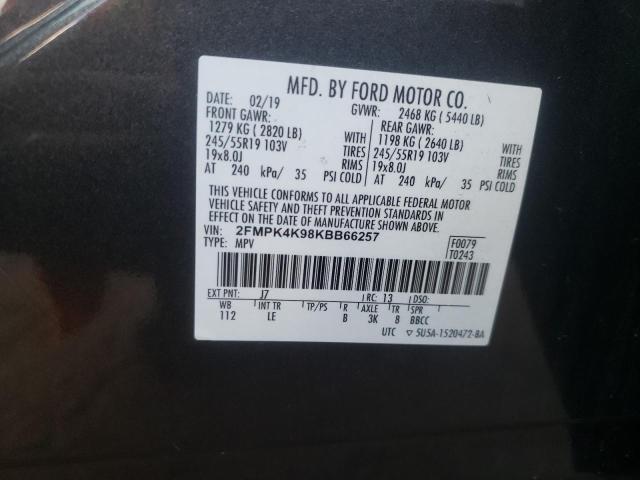 MFD. BY FORD MOTOR CO.
DATE: 02/19 GVWR: 2468 KG ( 5440 LB)
FRONT GAWR: REAR GAWR:
1279 KG ( 2820 LB) WITH 1198 KG ( 2640 LB) WITH
245/55R19 103V TIRES 245/55R19 103V TIRES
19x8.0J RIMS 19x8.0J RIMS
AT 240 kPa/ 35 PSI COLD AT 240 kPa/ 35 PSI COLD
THIS VEHICLE CONFORMS TO ALL APPLICABLE FEDERAL MOTOR
VEHICLE SAFETY AND THEFT PREVENTION STANDARDS IN
EFFECT ON THE DATE OF MANUFACTURE SHOWN ABOVE.
VIN: 2FMPK4K98KBB66257 F0079
TYPE: MPV T0243
EXT PNT: J7 RC: 13 DSO:
WB INT TR TP/PS R AXLE TR SPR
112 LE B 3K 8 BBCC
UTC ▽5U5A-1520472-BA